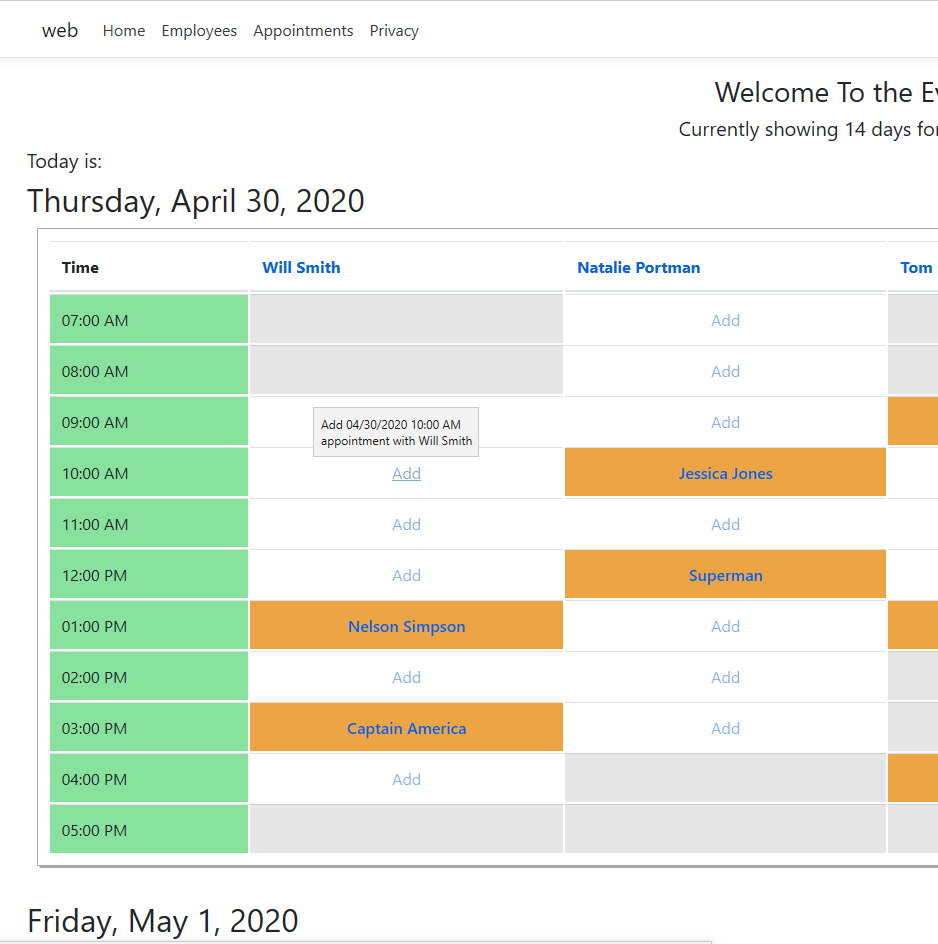 web Home Employees Appointments Privacy
Welcome To the
Currently showing 14 days for
Today is:
Thursday, April 30, 2020
Time Will Smith Natalie Portman Tom
07:00 AM Add
08:00 AM Add
09:00 AM Add
Add 04/30/2020 10:00 AM
appointment with Will Smith
10:00 AM Add Jessica Jones
11:00 AM Add Add
12:00 PM Add Superman
01:00 PM Nelson Simpson Add
02:00 PM Add Add
03:00 PM Captain America Add
04:00 PM Add
05:00 PM
Friday, May 1, 2020